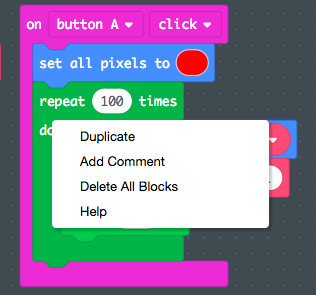 on button A click
set all pixels to
repeat 100 times
do
Duplicate
Add Comment
Delete All Blocks
Help